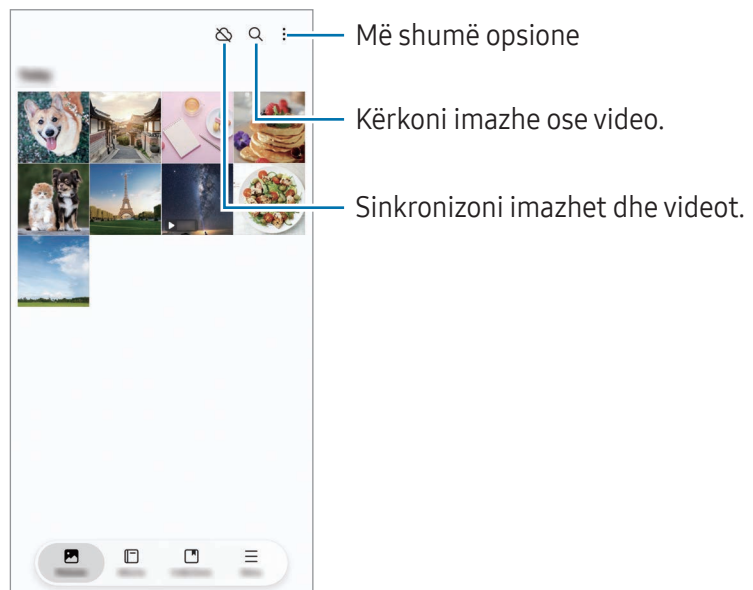 Më shumë opsione
Kërkoni imazhe ose video.
Sinkronizoni imazhet dhe videot.